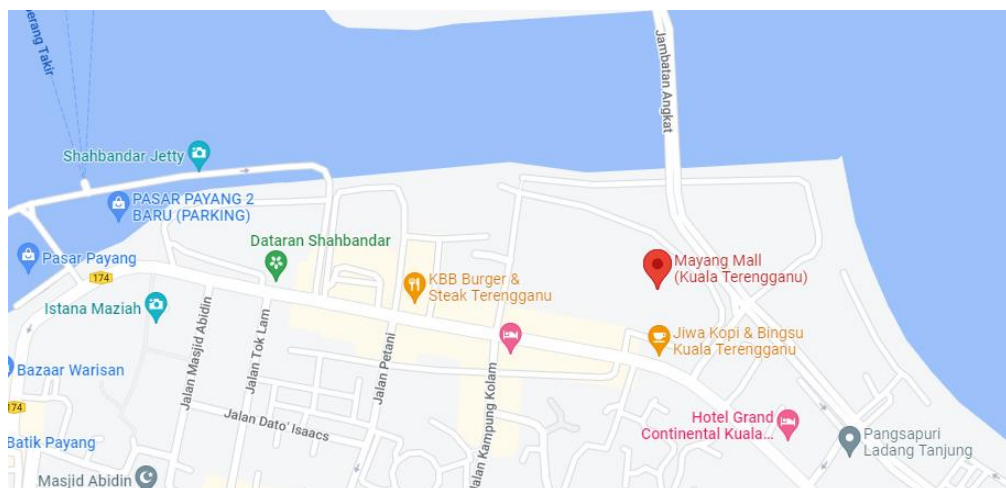 erang Takir
Jambatan Angkat
Shahbandar Jetty
PASAR PAYANG 2
BARU (PARKING)
Dataran Shahbandar
Pasar Payang
174
Mayang Mall
(Kuala Terengganu)
KBB Burger &
Steak Terengganu
Istana Maziah
Jalan Masjid Abidin
Jalan Tok Lam
Jalan Petani
Jalan Kampung Kolam
Jiwa Kopi & Bingsu
Kuala Terengganu
Bazaar Warisan
174
Jalan Dato' Isaacs
Batik Payang
Hotel Grand
Continental Kuala...
Pangsapuri
Ladang Tanjung
Masjid Abidin